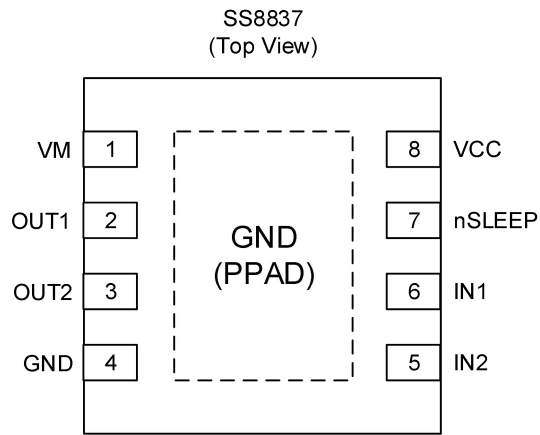 SS8837
(Top View)
VM 1 8 VCC
OUT1 2 7 nSLEEP
GND
(PPAD)
OUT2 3 6 IN1
GND 4 5 IN2